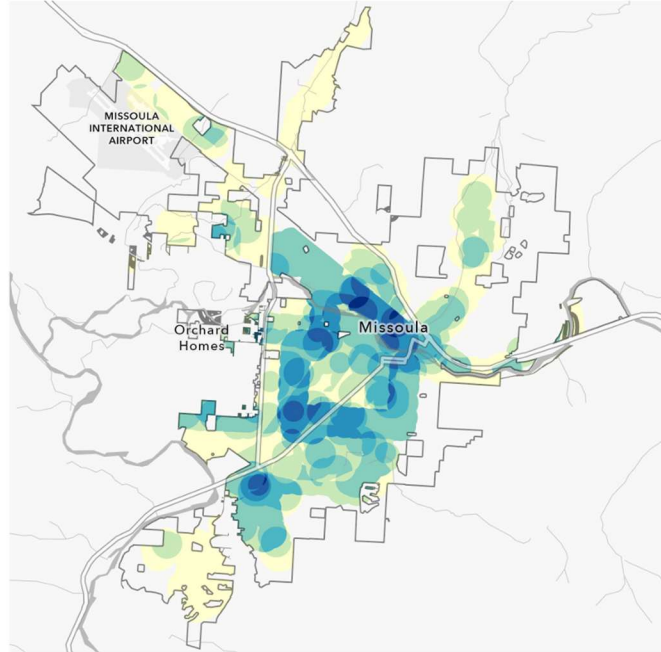 MISSOULA
INTERNATIONAL
AIRPORT
Orchard
Homes
Missoula